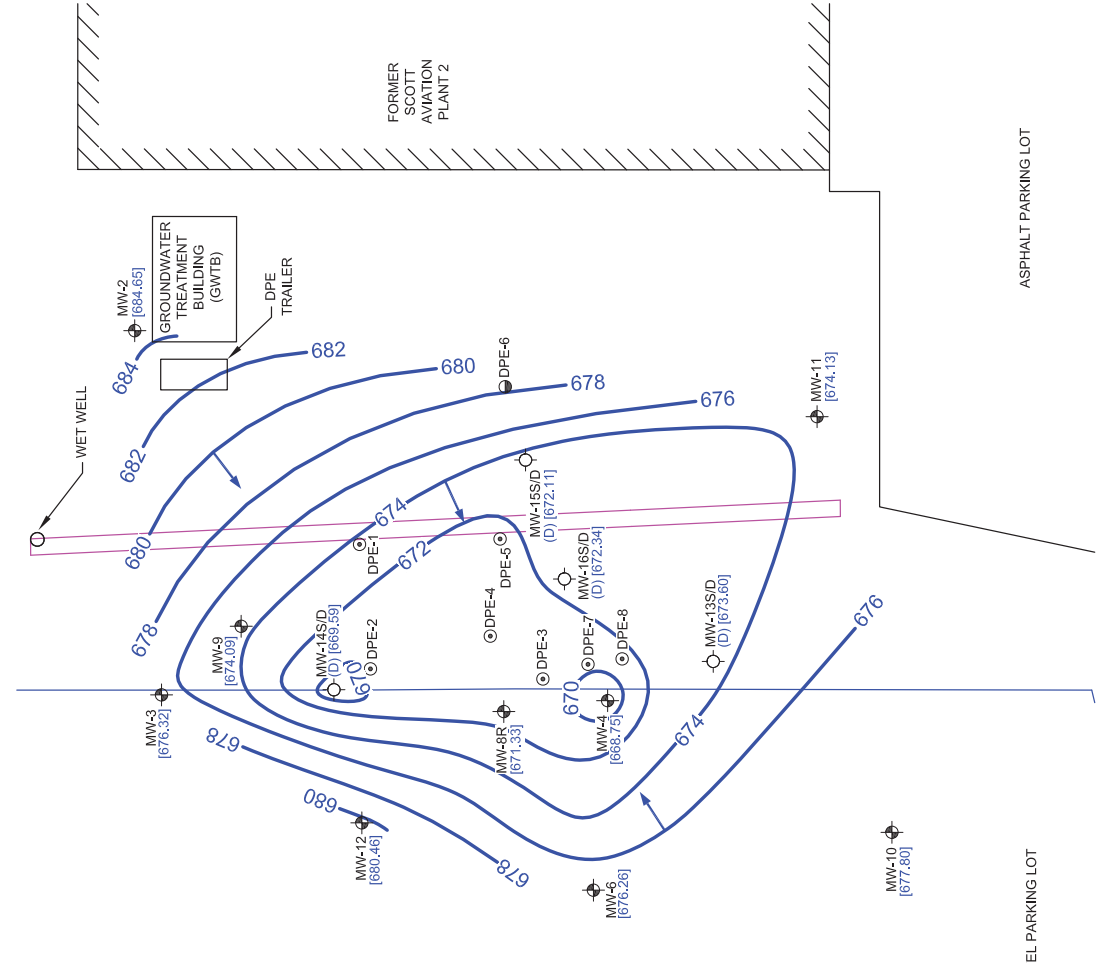 FORMER
SCOTT
AVIATION
PLANT 2
ASPHALT PARKING LOT
EL PARKING LOT
WET WELL
GROUNDWATER
TREATMENT
BUILDING
(GWTB)
DPE
TRAILER
MW-2
[684.65]
684
682
682
680
680
678
678
676
674
672
DPE-6
MW-11
[674.13]
MW-15S/D
(D) [672.11]
MW-16S/D
(D) [672.34]
DPE-1
DPE-5
DPE-4
DPE-2
DPE-3
DPE-7
DPE-8
MW-9
[674.09]
MW-14S/D
(D) [669.59]
670
MW-13S/D
(D) [673.60]
676
MW-3
[676.32]
MW-8R
[671.33]
670
MW-4
[668.75]
674
678
680
678
MW-12
[680.46]
MW-6
[676.26]
MW-10
[677.80]